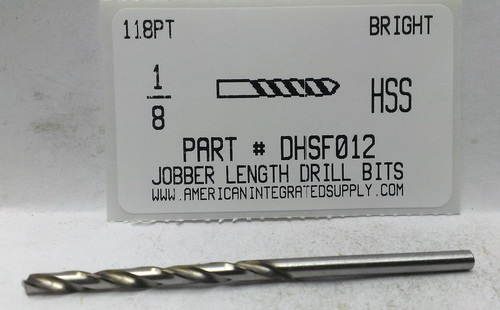 118PT BRIGHT
1/8 HSS
PART # DHSF012
JOBBER LENGTH DRILL BITS
WWW.AMERICANINTEGRATEDSUPPLY.COM